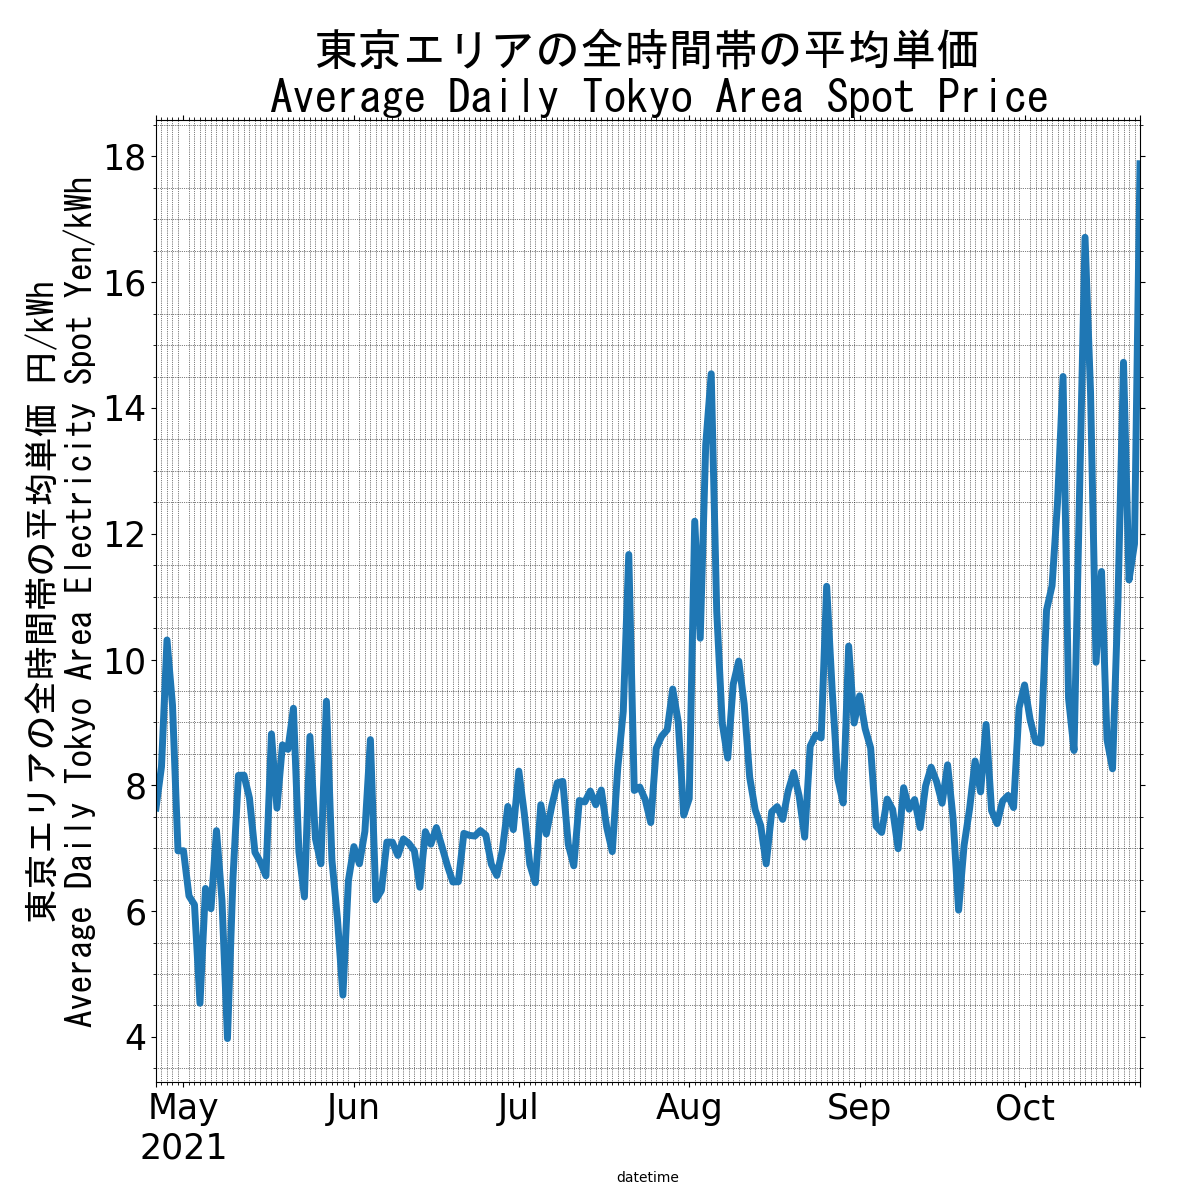 東京エリアの全時間帯の平均単価
Average Daily Tokyo Area Spot Price
東京エリアの全時間帯の平均単価 円/kWh
Average Daily Tokyo Area Electricity Spot Yen/kWh
18
16
14
12
10
8
6
4
May
2021
Jun
Jul
Aug
Sep
Oct
datetime